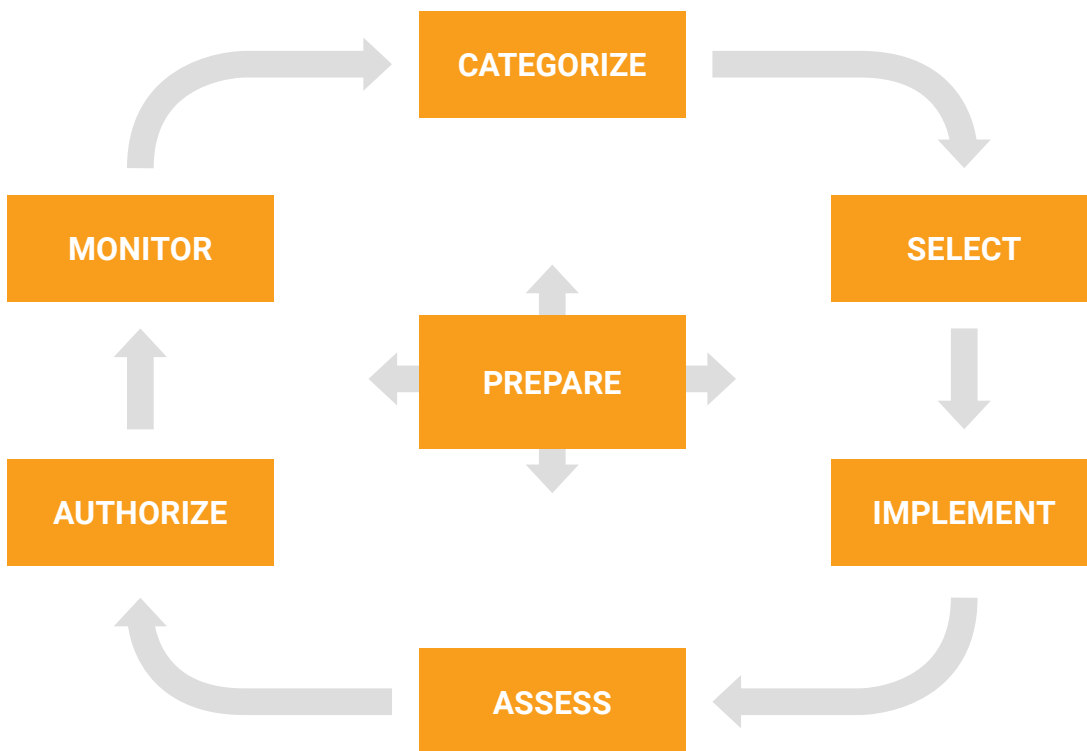 CATEGORIZE
MONITOR
SELECT
PREPARE
AUTHORIZE
IMPLEMENT
ASSESS